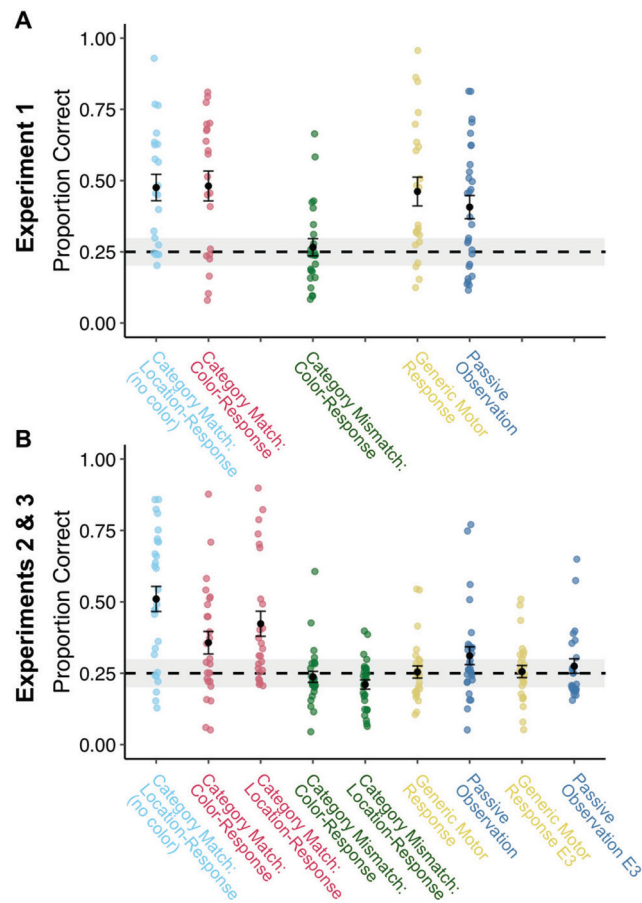 A
Experiment 1
Proportion Correct
1.00
0.75
0.50
0.25
0.00
Category Match:
Location-Response
(no color)
Category Match:
Color-Response
Category Mismatch:
Color-Response
Generic Motor
Response
Passive
Observation
B
Experiments 2 & 3
Proportion Correct
1.00
0.75
0.50
0.25
0.00
Category Match:
Location-Response
(no color)
Category Match:
Color-Response
Category Match:
Location-Response
Category Mismatch:
Color-Response
Category Mismatch:
Location-Response
Generic Motor
Response
Passive
Observation
Generic Motor
Response E3
Passive
Observation E3